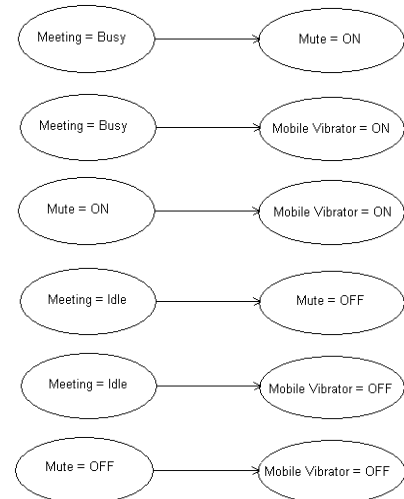 Meeting = Busy
Mute = ON
Meeting = Busy
Mobile Vibrator = ON
Mute = ON
Mobile Vibrator = ON
Meeting = Idle
Mute = OFF
Meeting = Idle
Mobile Vibrator = OFF
Mute = OFF
Mobile Vibrator = OFF